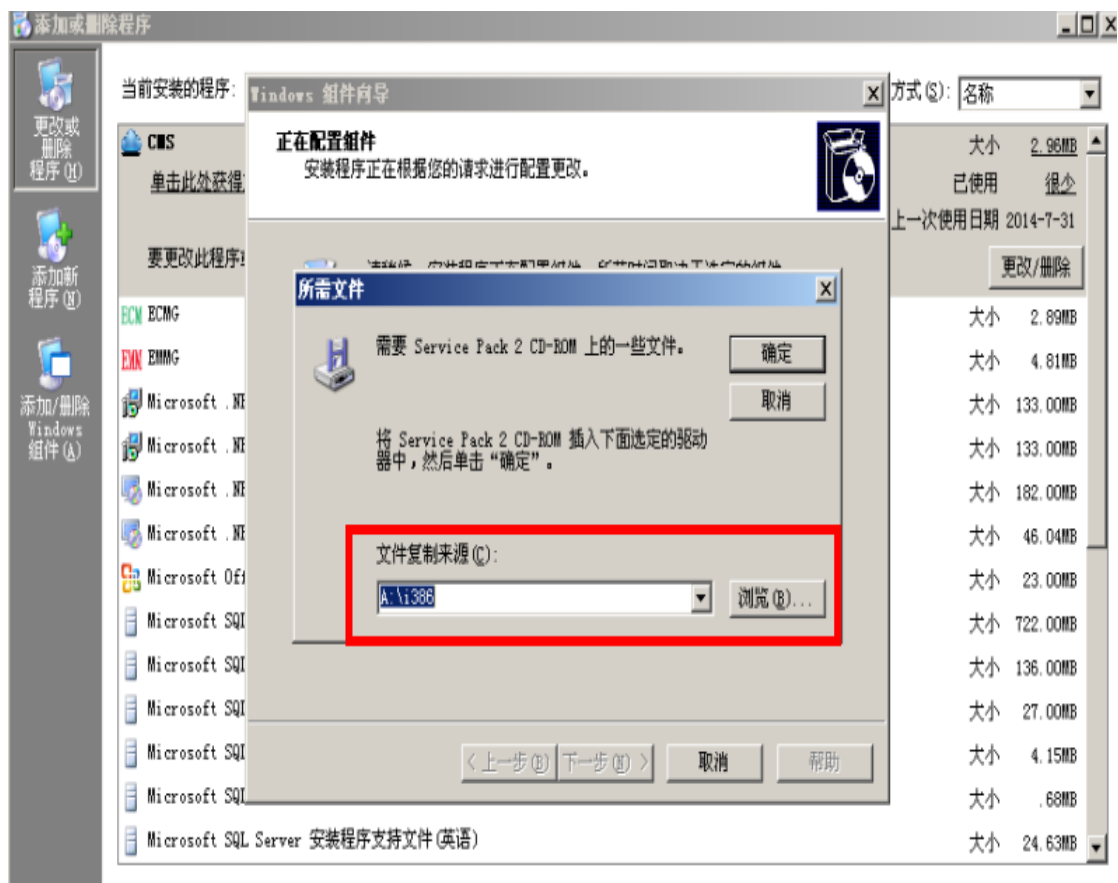 添加或删除程序
更改或
删除
程序(H)
添加新
程序(N)
添加/删除
Windows
组件(A)
当前安装的程序:
方式(S): 名称
CMS
大小 2.96MB
单击此处获得
已使用 很少
上一次使用日期 2014-7-31
要更改此程序
更改/删除
ECM ECMG
大小 2.89MB
EMM EMMG
大小 4.81MB
Microsoft .NE
大小 133.00MB
Microsoft .NE
大小 133.00MB
Microsoft .NE
大小 182.00MB
Microsoft .NE
大小 46.04MB
Microsoft Off
大小 23.00MB
Microsoft SQL
大小 722.00MB
Microsoft SQL
大小 136.00MB
Microsoft SQL
大小 27.00MB
Microsoft SQL
大小 4.15MB
Microsoft SQL
大小 .68MB
Microsoft SQL Server 安装程序支持文件(英语)
大小 24.63MB
Windows 组件向导
正在配置组件
安装程序正在根据您的请求进行配置更改。
所需文件
需要 Service Pack 2 CD-ROM 上的一些文件。
确定
取消
将 Service Pack 2 CD-ROM 插入下面选定的驱动
器中，然后单击“确定”。
文件复制来源(C):
A:\i386
浏览(B)...
< 上一步(B) 下一步(N) > 取消 帮助